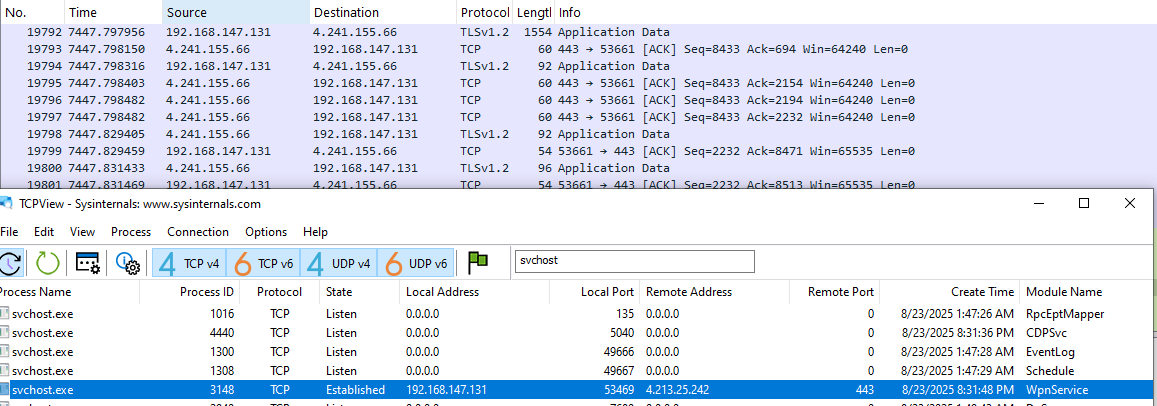 No. Time Source Destination Protocol Lengtl Info
19792 7447.797956 192.168.147.131 4.241.155.66 TLSv1.2 1554 Application Data
19793 7447.798150 4.241.155.66 192.168.147.131 TCP 60 443 → 53661 [ACK] Seq=8433 Ack=694 Win=64240 Len=0
19794 7447.798316 192.168.147.131 4.241.155.66 TLSv1.2 92 Application Data
19795 7447.798403 4.241.155.66 192.168.147.131 TCP 60 443 → 53661 [ACK] Seq=8433 Ack=2154 Win=64240 Len=0
19796 7447.798482 4.241.155.66 192.168.147.131 TCP 60 443 → 53661 [ACK] Seq=8433 Ack=2194 Win=64240 Len=0
19797 7447.798482 4.241.155.66 192.168.147.131 TCP 60 443 → 53661 [ACK] Seq=8433 Ack=2232 Win=64240 Len=0
19798 7447.829405 4.241.155.66 192.168.147.131 TLSv1.2 92 Application Data
19799 7447.829459 192.168.147.131 4.241.155.66 TCP 54 53661 → 443 [ACK] Seq=2232 Ack=8471 Win=65535 Len=0
19800 7447.831433 4.241.155.66 192.168.147.131 TLSv1.2 96 Application Data
19801 7447.831469 192.168.147.131 4.241.155.66 TCP 54 53661 → 443 [ACK] Seq=2232 Ack=8513 Win=65535 Len=0
TCPView - Sysinternals: www.sysinternals.com
File Edit View Process Connection Options Help
4 TCP v4 6 TCP v6 4 UDP v4 6 UDP v6 svchost
Process Name Process ID Protocol State Local Address Local Port Remote Address Remote Port Create Time Module Name
svchost.exe 1016 TCP Listen 0.0.0.0 135 0.0.0.0 0 8/23/2025 1:47:26 AM RpcEptMapper
svchost.exe 4440 TCP Listen 0.0.0.0 5040 0.0.0.0 0 8/23/2025 8:31:36 PM CDPSvc
svchost.exe 1300 TCP Listen 0.0.0.0 49666 0.0.0.0 0 8/23/2025 1:47:28 AM EventLog
svchost.exe 1308 TCP Listen 0.0.0.0 49667 0.0.0.0 0 8/23/2025 1:47:29 AM Schedule
svchost.exe 3148 TCP Established 192.168.147.131 53469 4.213.25.242 443 8/23/2025 8:31:48 PM WpnService